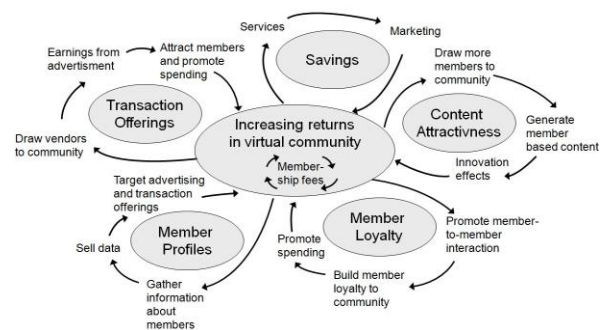 Services
Marketing
Savings
Earnings from
advertisment
Attract members
and promote
spending
Transaction
Offerings
Draw vendors
to community
Draw more
members to
community
Content
Attractivness
Generate
member
based content
Innovation
effects
Increasing returns
in virtual community
Member-
ship fees
Target advertising
and transaction
offerings
Member
Profiles
Sell data
Gather
information
about
members
Member
Loyalty
Promote member-
to-member
interaction
Promote
spending
Build member
loyalty to
community